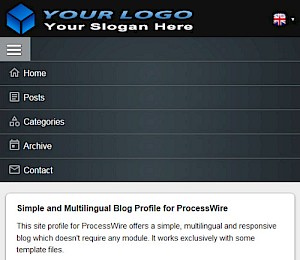 YOUR LOGO
Your Slogan Here
Home
Posts
Categories
Archive
Contact
Simple and Multilingual Blog Profile for ProcessWire
This site profile for ProcessWire offers a simple, multilingual and responsive
blog which doesn't require any module. It works exclusively with some
template files.